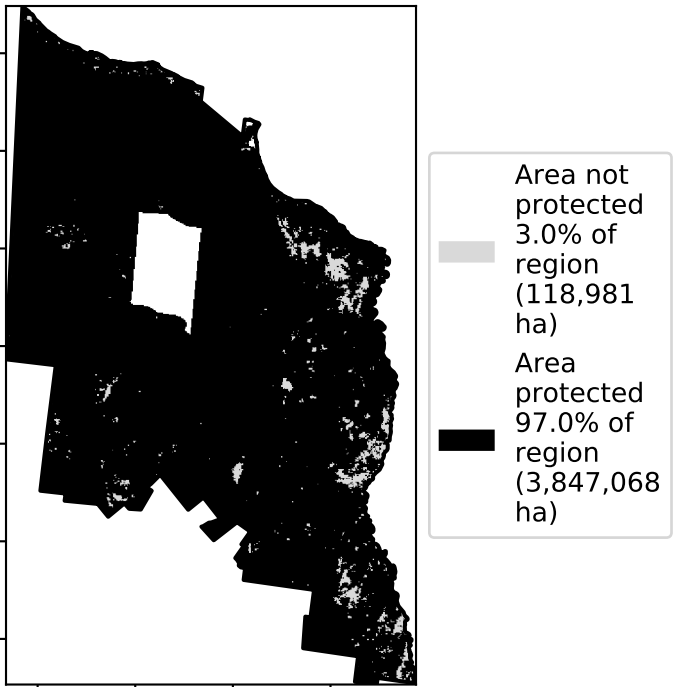 Area not
protected
3.0% of
region
(118,981
ha)
Area
protected
97.0% of
region
(3,847,068
ha)